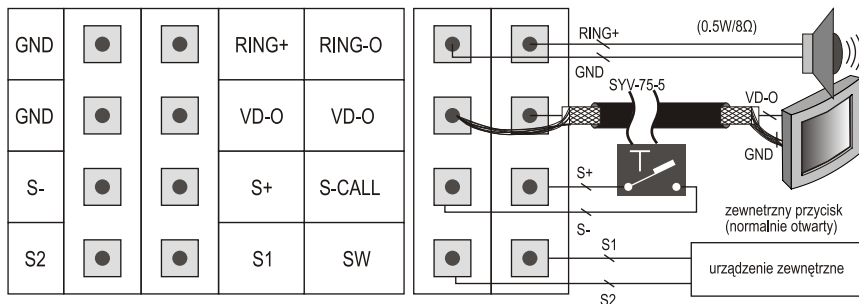 GND RING+ RING-O
GND VD-O VD-O
S- S+ S-CALL
S2 S1 SW
RING+ (0.5W/8Ω)
GND
SYV-75-5
VD-O
GND
S+
S-
zewnetrzny przycisk
(normalnie otwarty)
S1
urządzenie zewnętrzne
S2